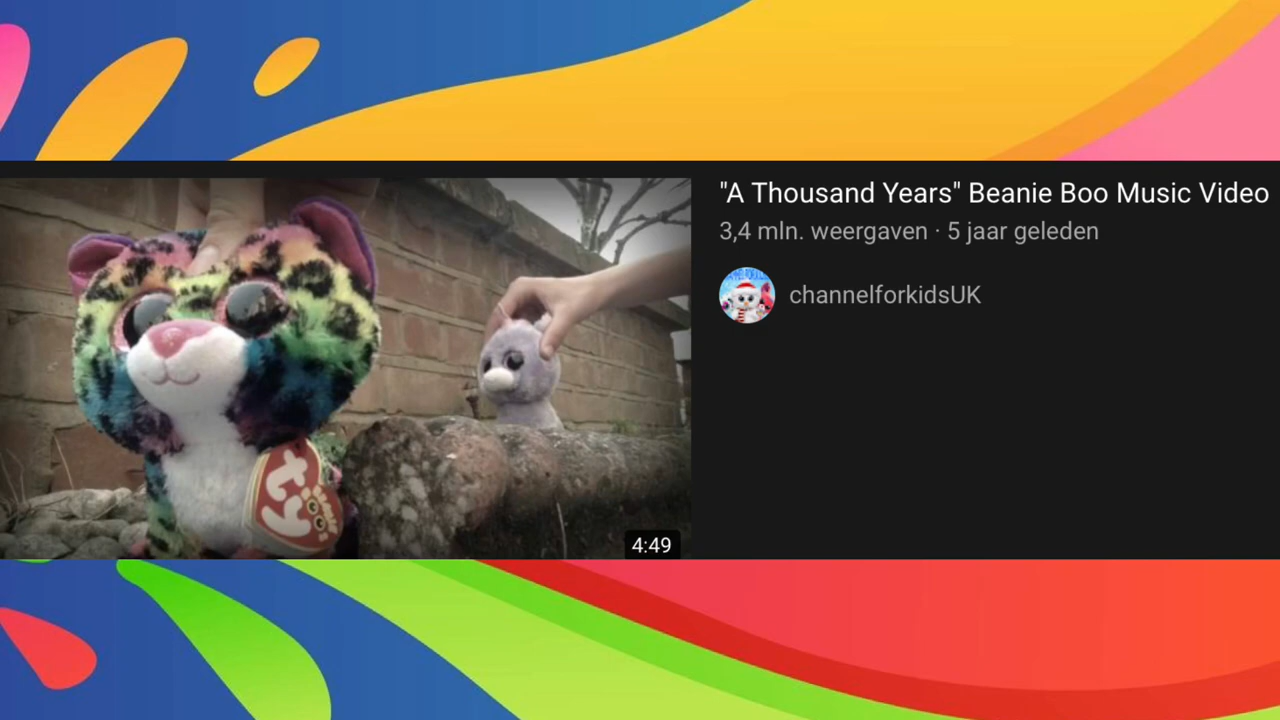 "A Thousand Years" Beanie Boo Music Video
3,4 mln. weergaven · 5 jaar geleden
channelforkidsUK
ty
4:49